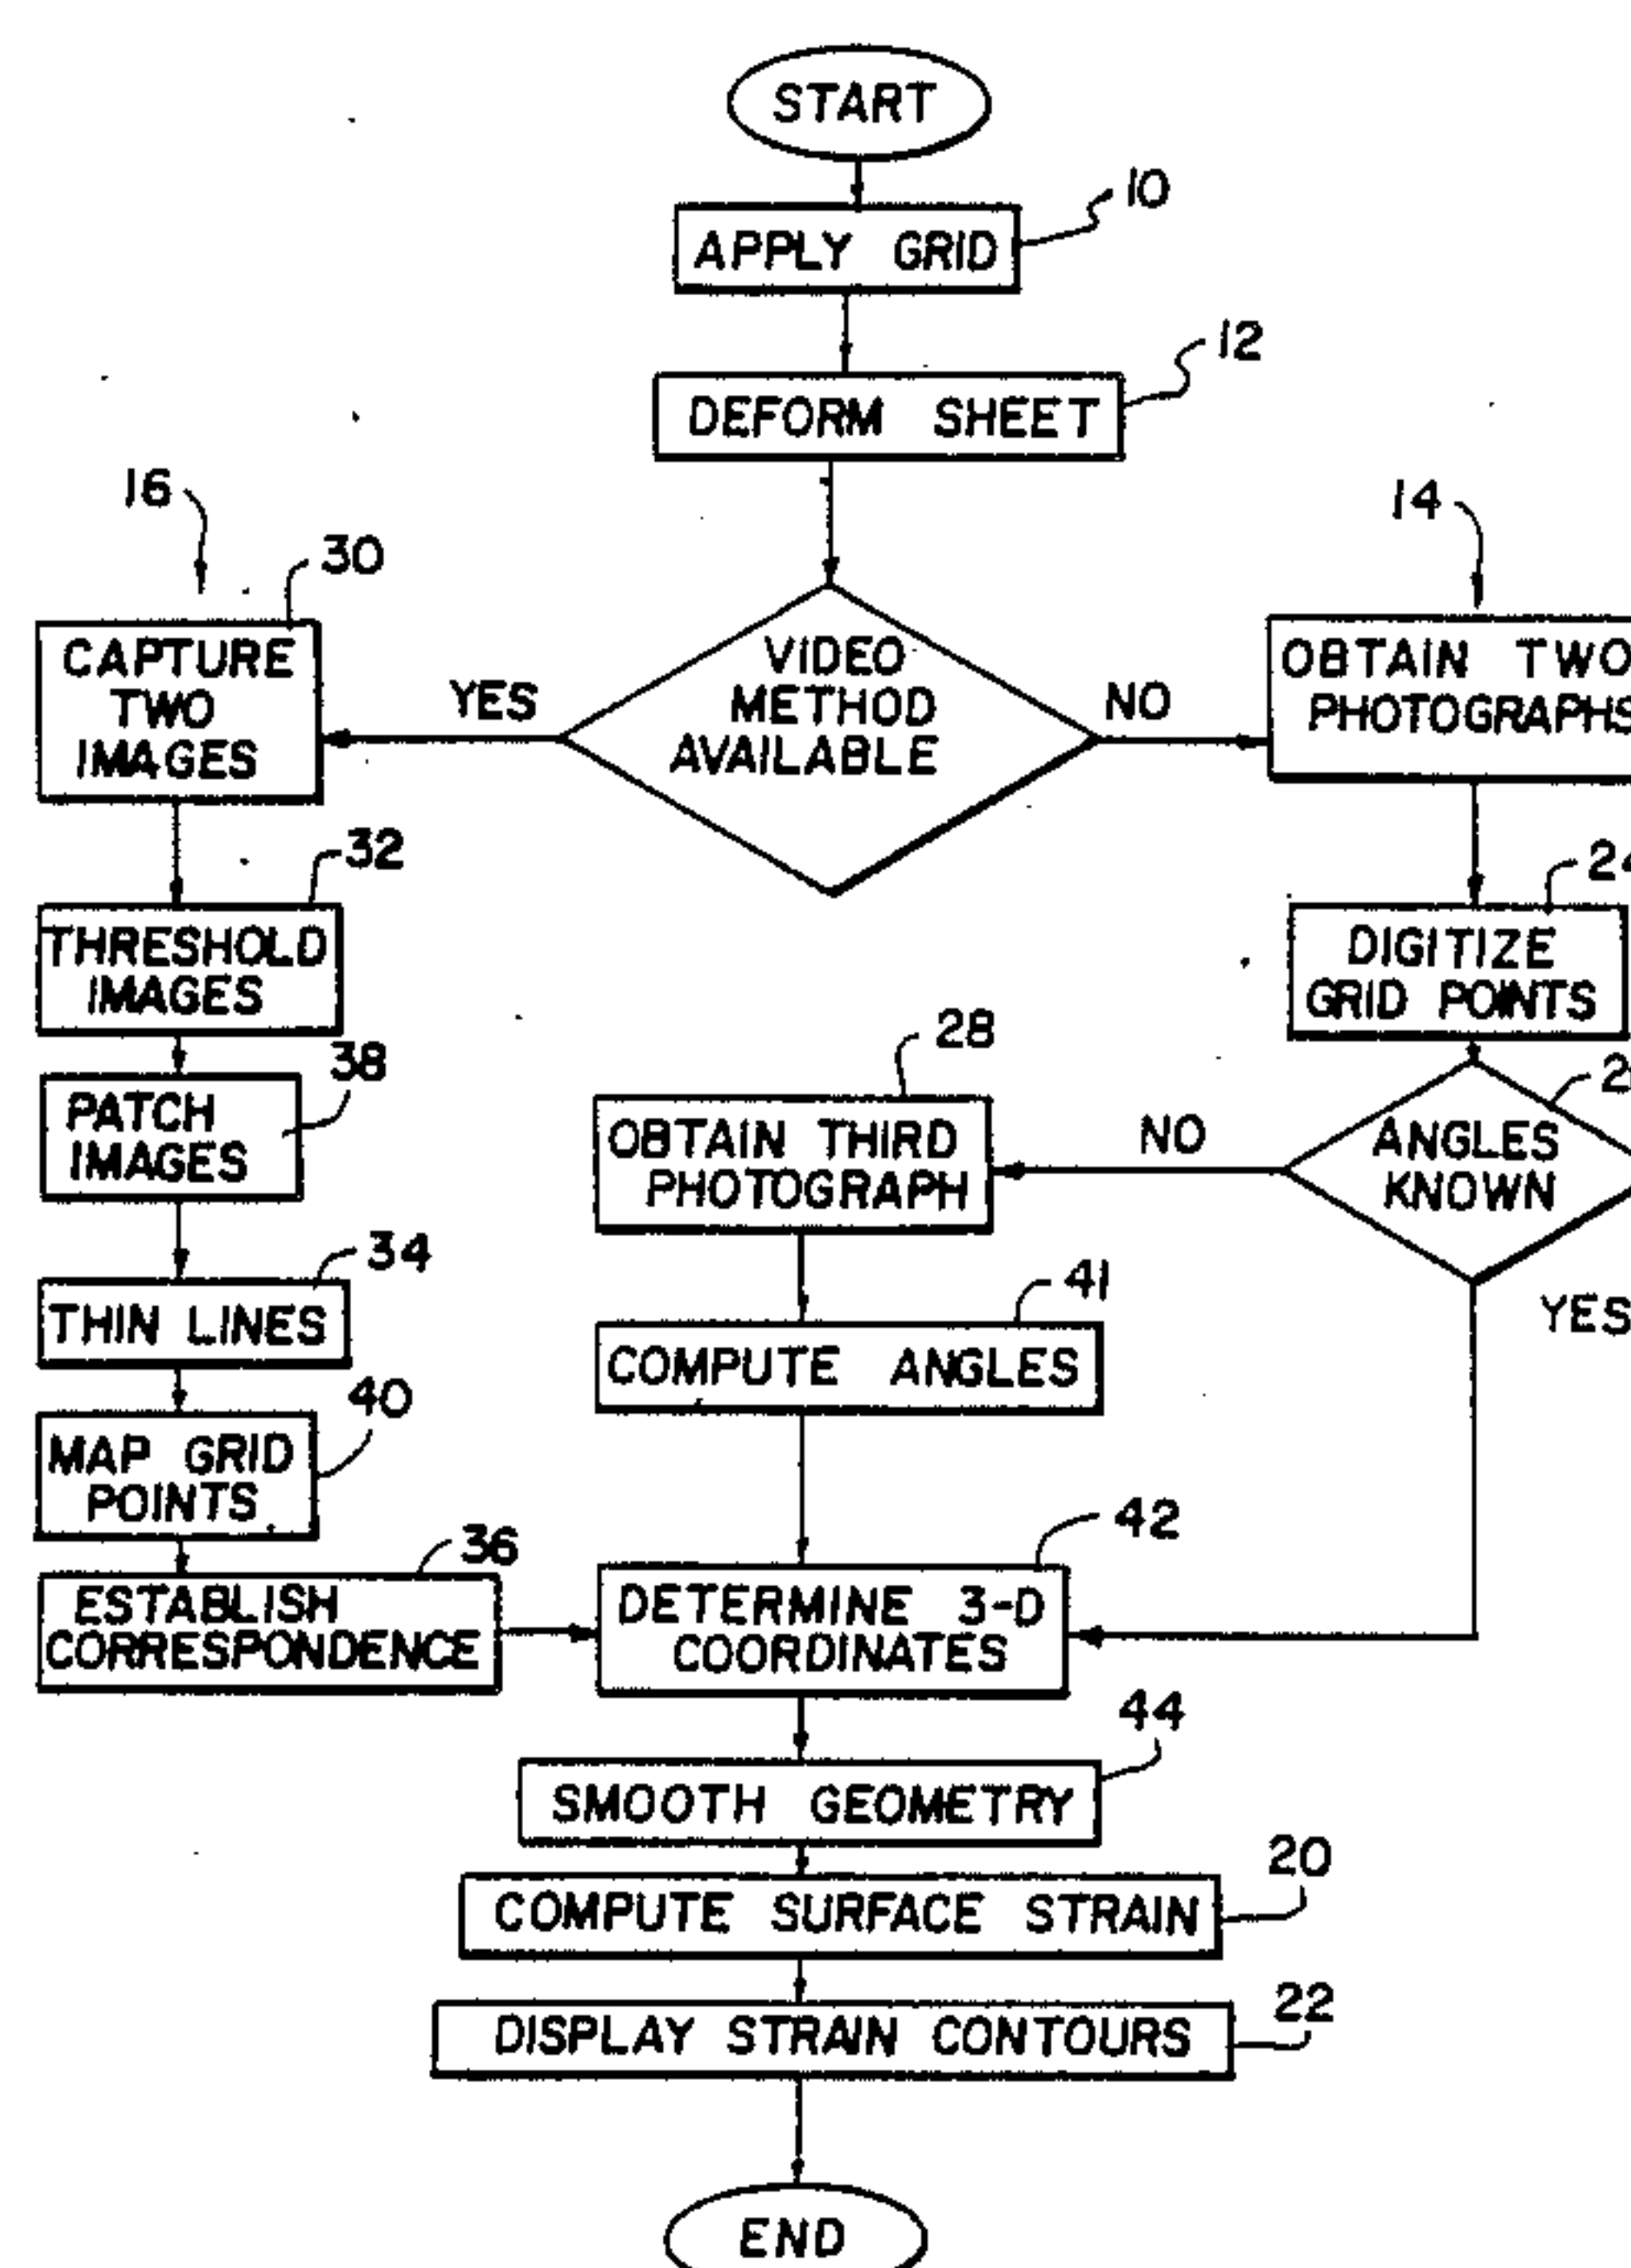 START
10
APPLY GRID
12
DEFORM SHEET
16
14
30
CAPTURE
TWO
IMAGES
YES
VIDEO
METHOD
AVAILABLE
NO
OBTAIN TWO
PHOTOGRAPHS
32
THRESHOLD
IMAGES
24
DIGITIZE
GRID POINTS
38
PATCH
IMAGES
28
OBTAIN THIRD
PHOTOGRAPH
NO
ANGLES
KNOWN
YES
34
THIN LINES
41
COMPUTE ANGLES
40
MAP GRID
POINTS
36
ESTABLISH
CORRESPONDENCE
42
DETERMINE 3-D
COORDINATES
44
SMOOTH GEOMETRY
20
COMPUTE SURFACE STRAIN
22
DISPLAY STRAIN CONTOURS
END